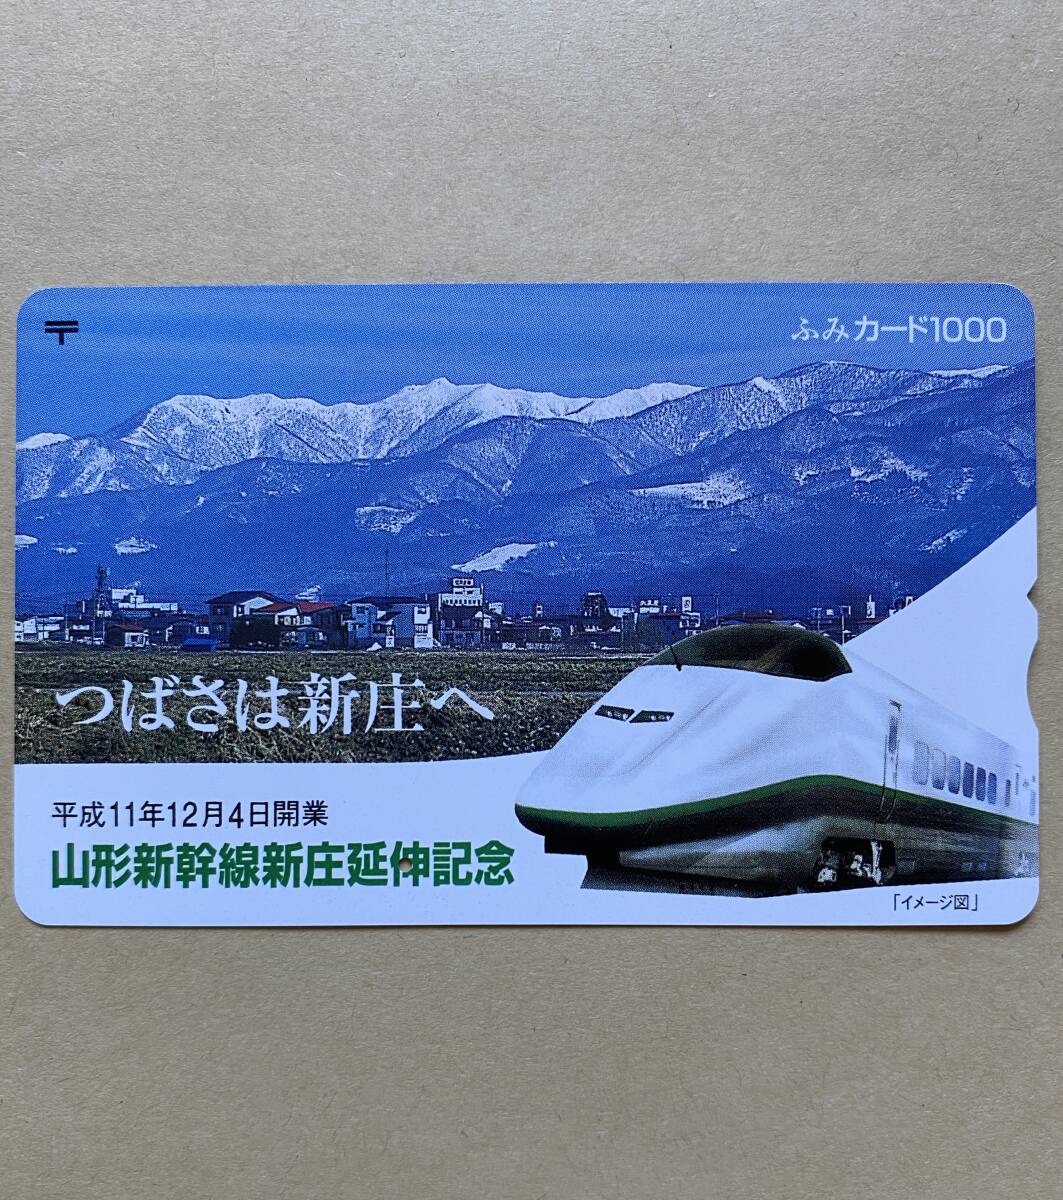 〒
ふみカード1000
つばさは新庄へ
平成11年12月4日開業
山形新幹線新庄延伸記念
「イメージ図」